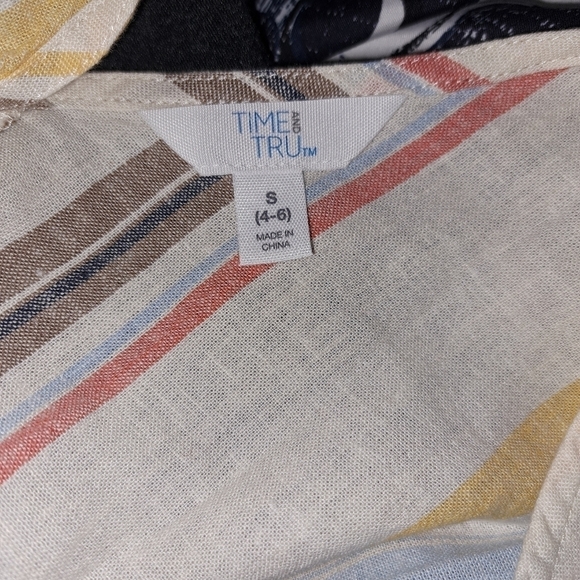 TIME AND
TRU™
S
(4-6)
MADE IN
CHINA